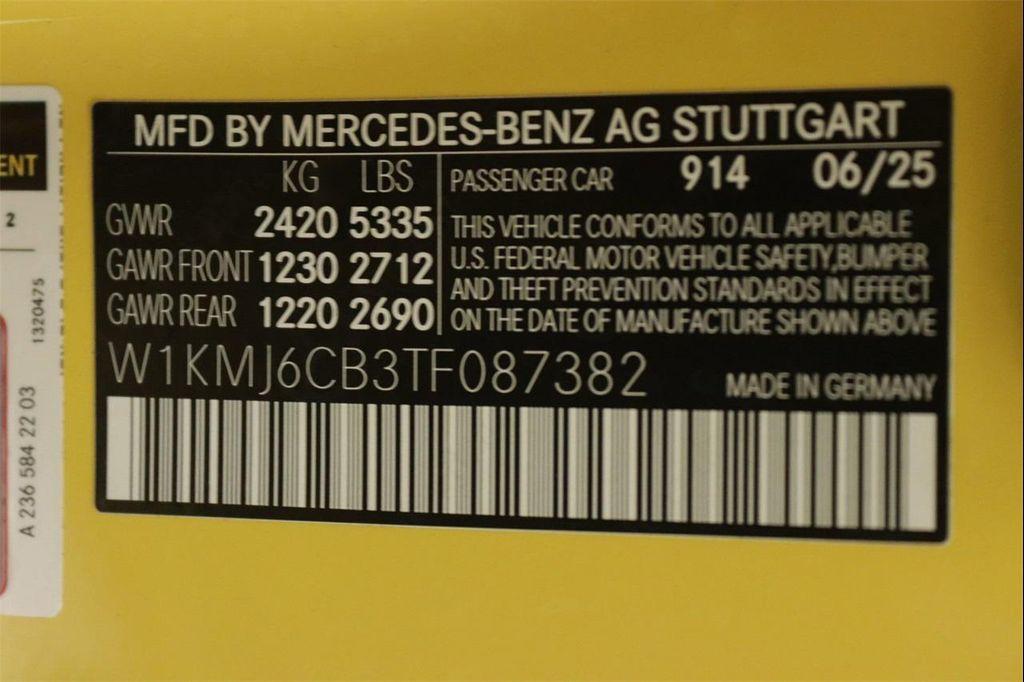 MFD BY MERCEDES-BENZ AG STUTTGART
KG LBS
GVWR 2420 5335
GAWR FRONT 1230 2712
GAWR REAR 1220 2690
PASSENGER CAR 914 06/25
THIS VEHICLE CONFORMS TO ALL APPLICABLE
U.S. FEDERAL MOTOR VEHICLE SAFETY,BUMPER
AND THEFT PREVENTION STANDARDS IN EFFECT
ON THE DATE OF MANUFACTURE SHOWN ABOVE
W1KMJ6CB3TF087382
MADE IN GERMANY
ENT
2
1320475
A 236 584 22 03